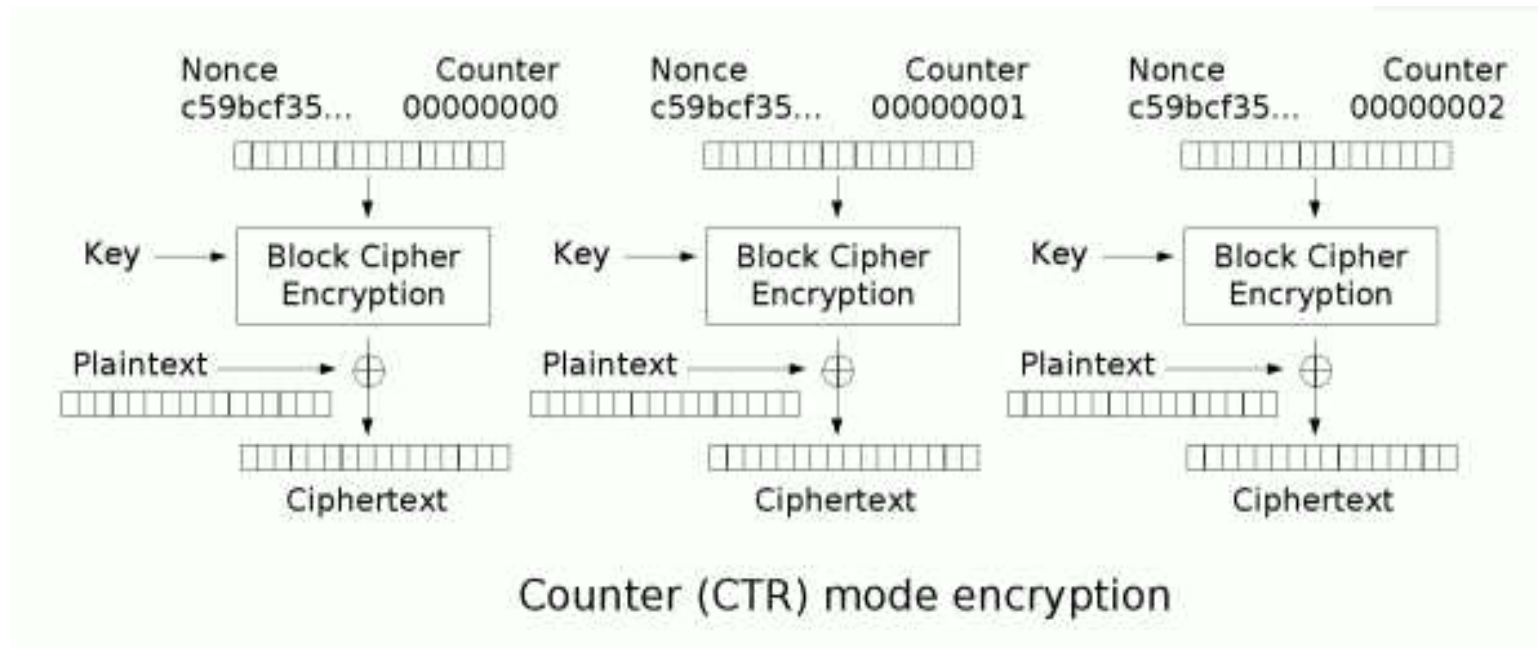 Nonce Counter Nonce Counter Nonce Counter
c59bcf35... 00000000 c59bcf35... 00000001 c59bcf35... 00000002
Key Block Cipher Encryption Key Block Cipher Encryption Key Block Cipher Encryption
Plaintext Plaintext Plaintext
Ciphertext Ciphertext Ciphertext
Counter (CTR) mode encryption